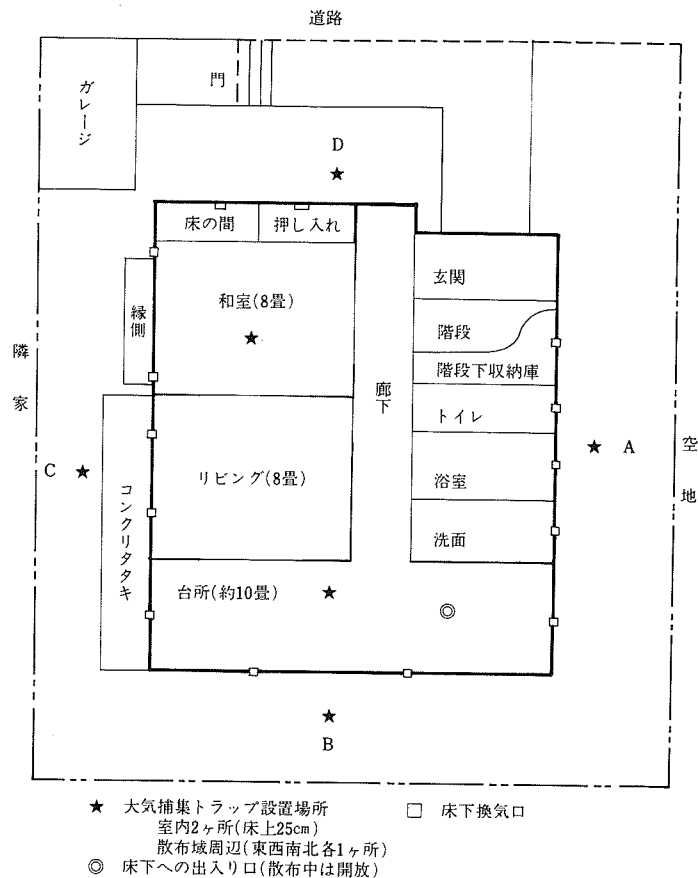 道路
ガレージ
門
D
床の間
押し入れ
和室(8畳)
縁側
玄関
階段
階段下収納庫
トイレ
浴室
洗面
廊下
リビング(8畳)
台所(約10畳)
コンクリタタキ
隣家
空地
A
C
B
★ 大気捕集トラップ設置場所
室内2ヶ所(床上25cm)
散布域周辺(東西南北各1ヶ所)
◎ 床下への出入り口(散布中は開放)
□ 床下換気口